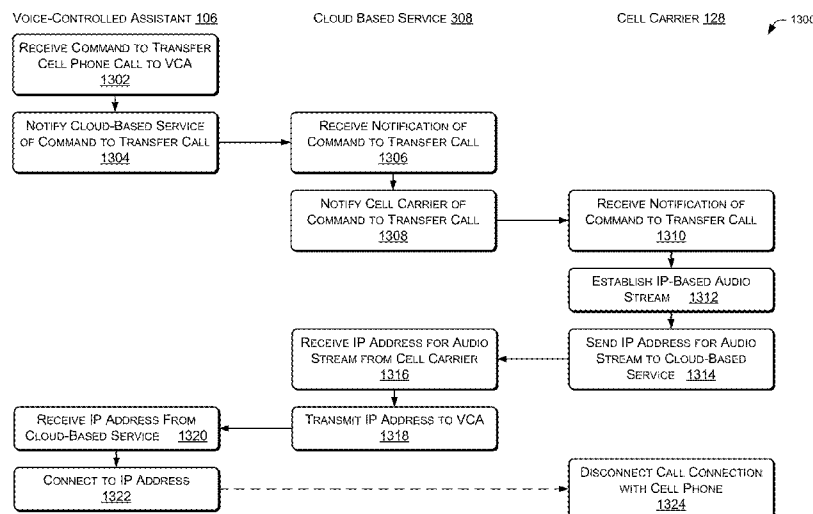 VOICE-CONTROLLED ASSISTANT 106
CLOUD BASED SERVICE 308
CELL CARRIER 128
1300
RECEIVE COMMAND TO TRANSFER
CELL PHONE CALL TO VCA
1302
NOTIFY CLOUD-BASED SERVICE
OF COMMAND TO TRANSFER CALL
1304
RECEIVE NOTIFICATION OF
COMMAND TO TRANSFER CALL
1306
NOTIFY CELL CARRIER OF
COMMAND TO TRANSFER CALL
1308
RECEIVE NOTIFICATION OF
COMMAND TO TRANSFER CALL
1310
ESTABLISH IP-BASED AUDIO
STREAM 1312
SEND IP ADDRESS FOR AUDIO
STREAM TO CLOUD-BASED
SERVICE 1314
RECEIVE IP ADDRESS FOR AUDIO
STREAM FROM CELL CARRIER
1316
TRANSMIT IP ADDRESS TO VCA
1318
RECEIVE IP ADDRESS FROM
CLOUD-BASED SERVICE 1320
CONNECT TO IP ADDRESS
1322
DISCONNECT CALL CONNECTION
WITH CELL PHONE
1324